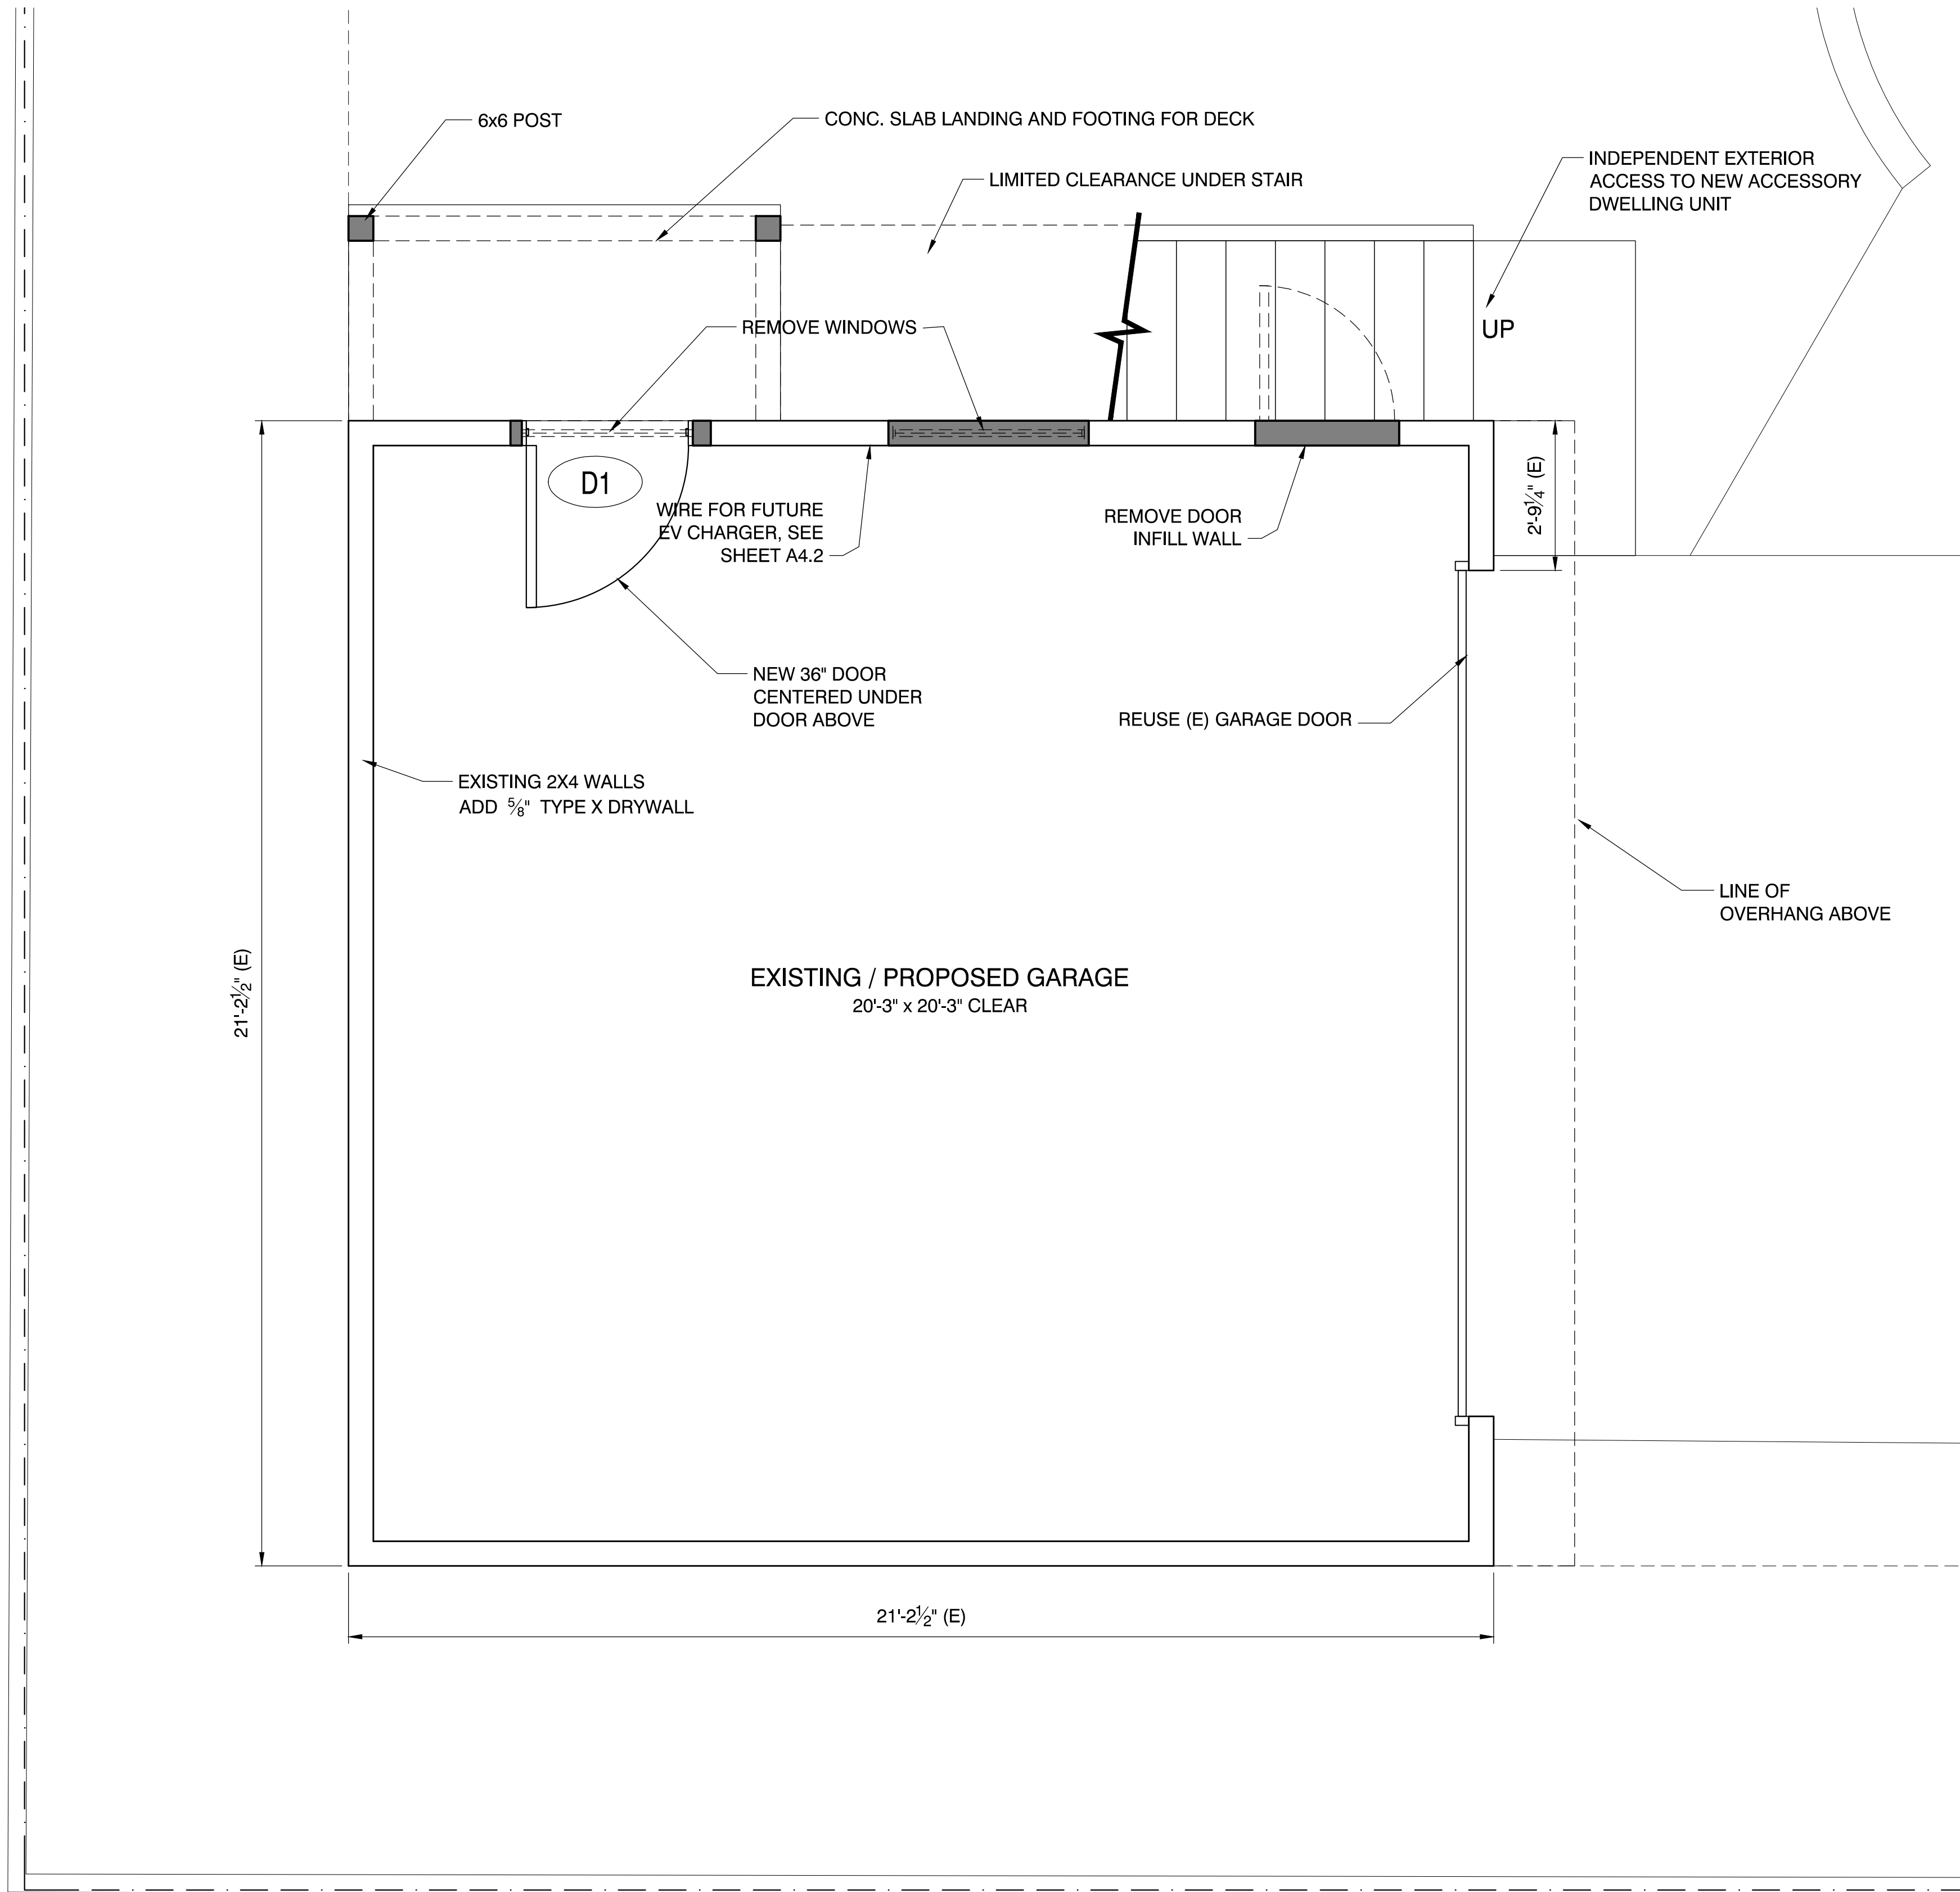 6x6 POST
CONC. SLAB LANDING AND FOOTING FOR DECK
LIMITED CLEARANCE UNDER STAIR
INDEPENDENT EXTERIOR
ACCESS TO NEW ACCESSORY
DWELLING UNIT
REMOVE WINDOWS
UP
D1
WIRE FOR FUTURE
EV CHARGER, SEE
SHEET A4.2
REMOVE DOOR
INFILL WALL
2'-9¼" (E)
NEW 36" DOOR
CENTERED UNDER
DOOR ABOVE
REUSE (E) GARAGE DOOR
EXISTING 2X4 WALLS
ADD ⅝" TYPE X DRYWALL
LINE OF
OVERHANG ABOVE
21'-2½" (E)
EXISTING / PROPOSED GARAGE
20'-3" x 20'-3" CLEAR
21'-2½" (E)